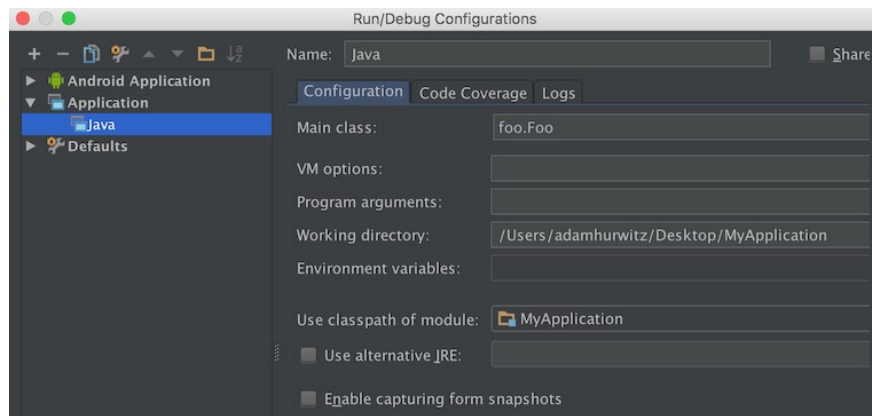 Run/Debug Configurations
Name: Java Share
Android Application
Application
Java
Defaults
Configuration Code Coverage Logs
Main class: foo.Foo
VM options:
Program arguments:
Working directory: /Users/adamhurwitz/Desktop/MyApplication
Environment variables:
Use classpath of module: MyApplication
Use alternative JRE:
Enable capturing form snapshots